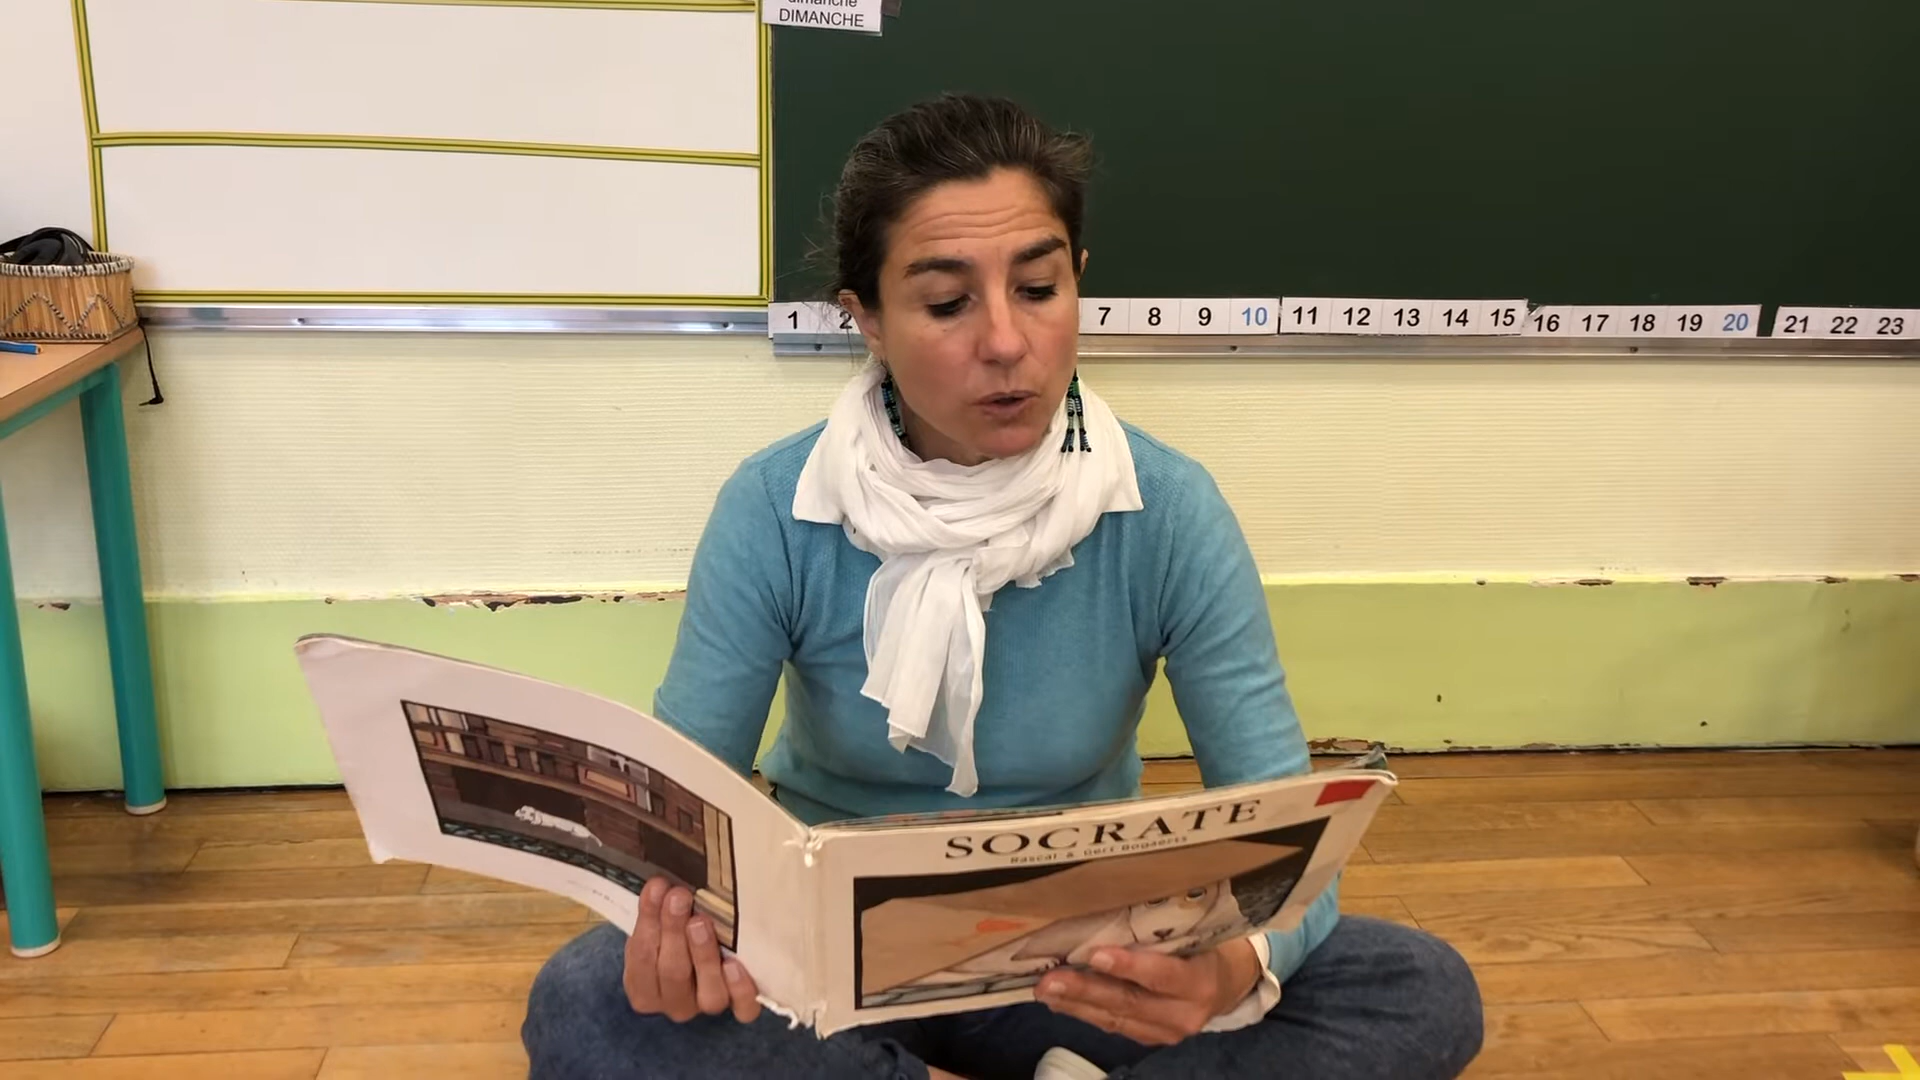 dimanche
DIMANCHE
1 2 7 8 9 10 11 12 13 14 15 16 17 18 19 20 21 22 23
SOCRATE
Rascal & Gert Bogaerts